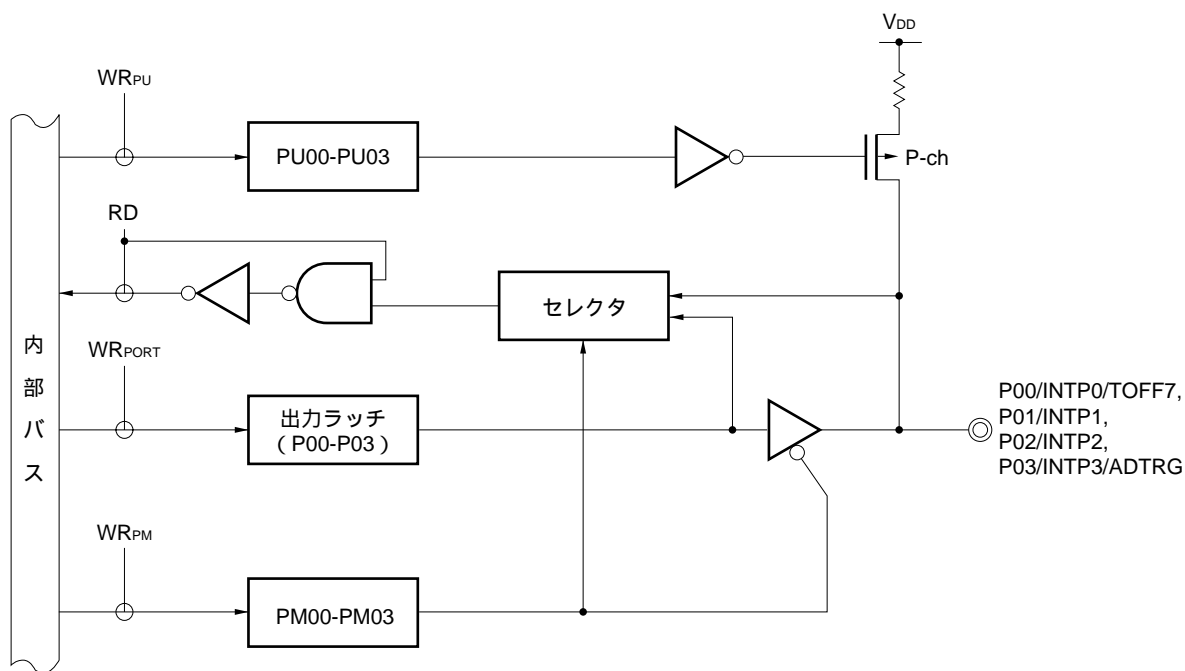 VDD
WRPU
PU00-PU03
P-ch
RD
セレクタ
内部バス
WRPORT
出力ラッチ
(P00-P03)
P00/INTP0/TOFF7,
P01/INTP1,
P02/INTP2,
P03/INTP3/ADTRG
WRPM
PM00-PM03